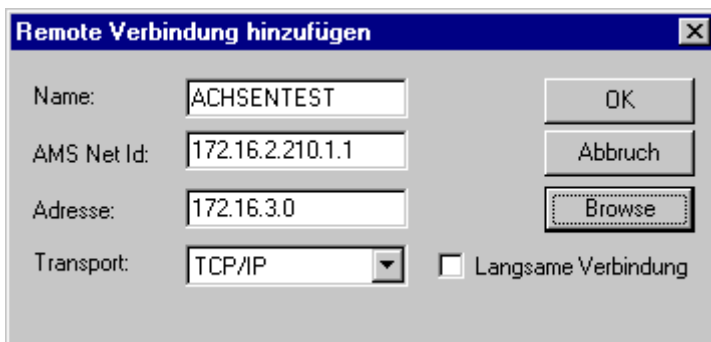 Remote Verbindung hinzufügen
Name: ACHSENTEST OK
AMS Net Id: 172.16.2.210.1.1 Abbruch
Adresse: 172.16.3.0 Browse
Transport: TCP/IP Langsame Verbindung